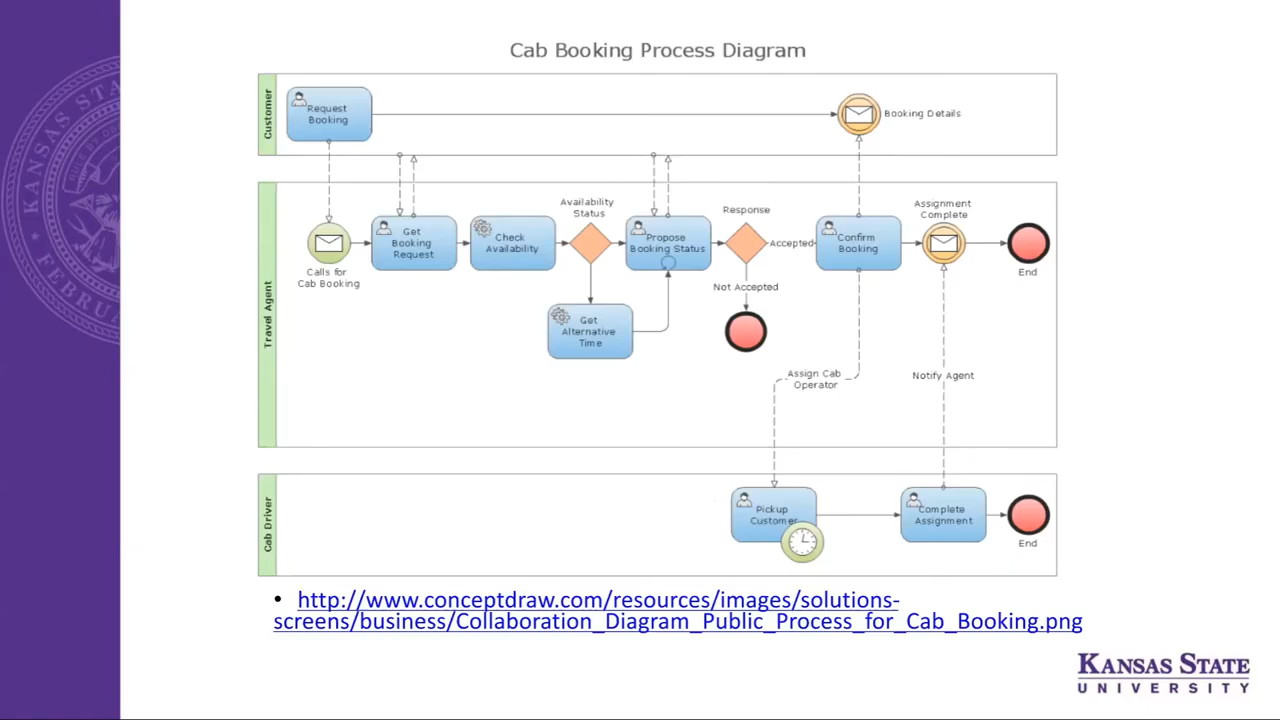 Cab Booking Process Diagram
Customer
Request
Booking
Booking Details
Travel Agent
Calls for
Cab Booking
Get
Booking
Request
Check
Availability
Availability
Status
Propose
Booking Status
Get
Alternative
Time
Response
Accepted
Not Accepted
Confirm
Booking
Assignment
Complete
End
Assign Cab
Operator
Notify Agent
Cab Driver
Pickup
Customer
Complete
Assignment
End
• http://www.conceptdraw.com/resources/images/solutions-
screens/business/Collaboration_Diagram_Public_Process_for_Cab_Booking.png
KANSAS STATE
UNIVERSITY
KANSAS STA
FEBRUA